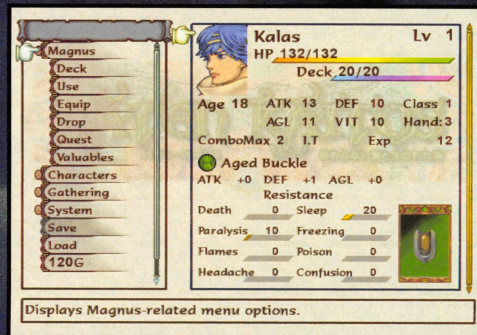 Magnus
Deck
Use
Equip
Drop
Quest
Valuables
Characters
Gathering
System
Save
Load
120G
Kalas Lv 1
HP 132/132
Deck 20/20
Age 18 ATK 13 DEF 10 Class 1
AGL 11 VIT 10 Hand:3
ComboMax 2 I.T Exp 12
Aged Buckle
ATK +0 DEF +1 AGL +0
Resistance
Death 0 Sleep 20
Paralysis 10 Freezing 0
Flames 0 Poison 0
Headache 0 Confusion 0
Displays Magnus-related menu options.